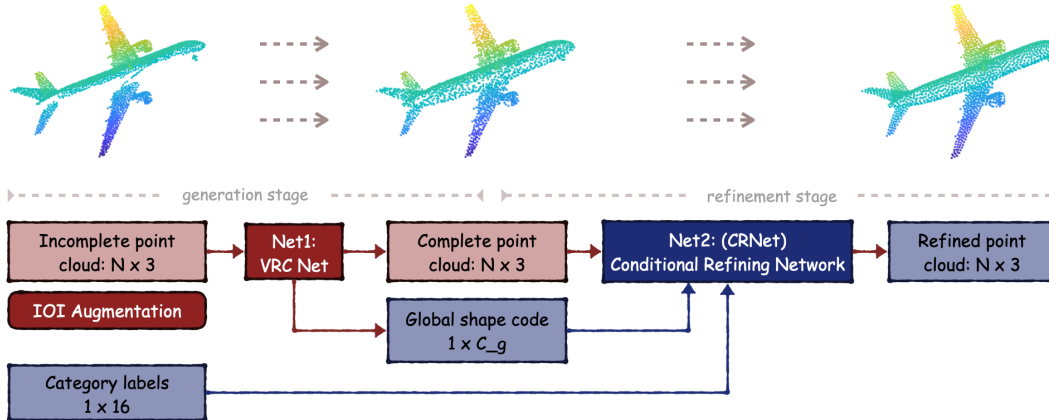 generation stage
refinement stage
Incomplete point
cloud: N x 3
Net1:
VRC Net
Complete point
cloud: N x 3
Net2: (CRNet)
Conditional Refining Network
Refined point
cloud: N x 3
IOI Augmentation
Global shape code
1 x C_g
Category labels
1 x 16